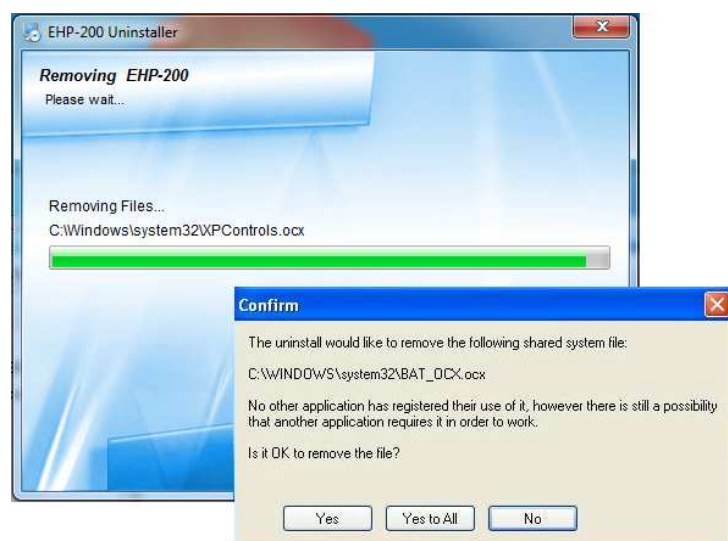 EHP-200 Uninstaller
Removing EHP-200
Please wait...
Removing Files...
C:\Windows\system32\XPControls.ocx
Confirm
The uninstall would like to remove the following shared system file:
C:\WINDOWS\system32\BAT_OCX.ocx
No other application has registered their use of it, however there is still a possibility
that another application requires it in order to work.
Is it OK to remove the file?
Yes
Yes to All
No